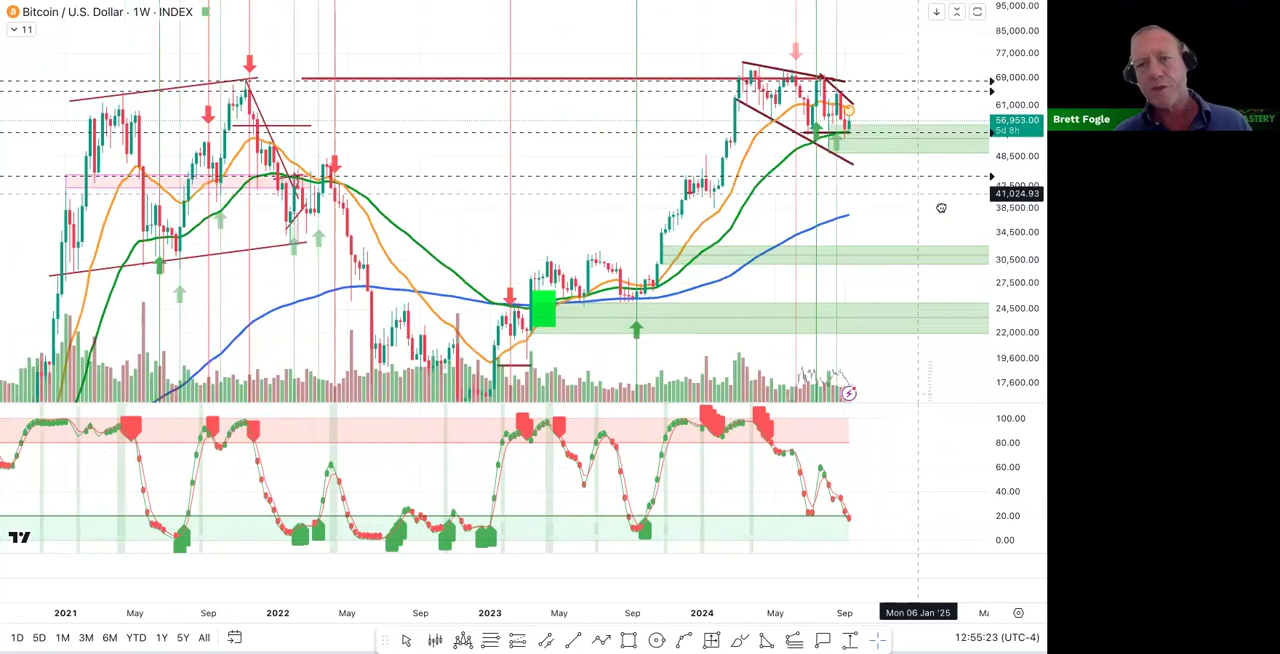 Bitcoin / U.S. Dollar · 1W · INDEX
11
95,000.00
85,000.00
77,000.00
69,000.00
61,000.00
56,953.00
5d 8h
48,500.00
41,024.93
38,500.00
34,500.00
30,500.00
27,500.00
24,500.00
22,000.00
19,600.00
17,600.00
100.00
80.00
60.00
40.00
20.00
0.00
2021
May
Sep
2022
May
Sep
2023
May
Sep
2024
May
Sep
Mon 06 Jan '25
1D 5D 1M 3M 6M YTD 1Y 5Y All
12:55:23 (UTC-4)
Brett Fogle